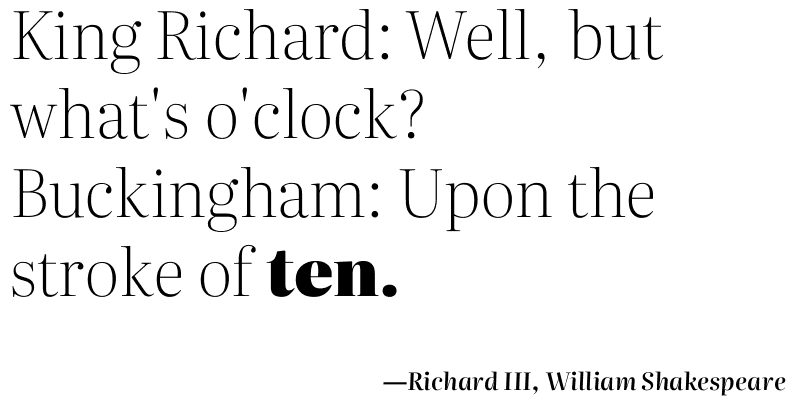 King Richard: Well, but
what's o'clock?
Buckingham: Upon the
stroke of ten.
—Richard III, William Shakespeare